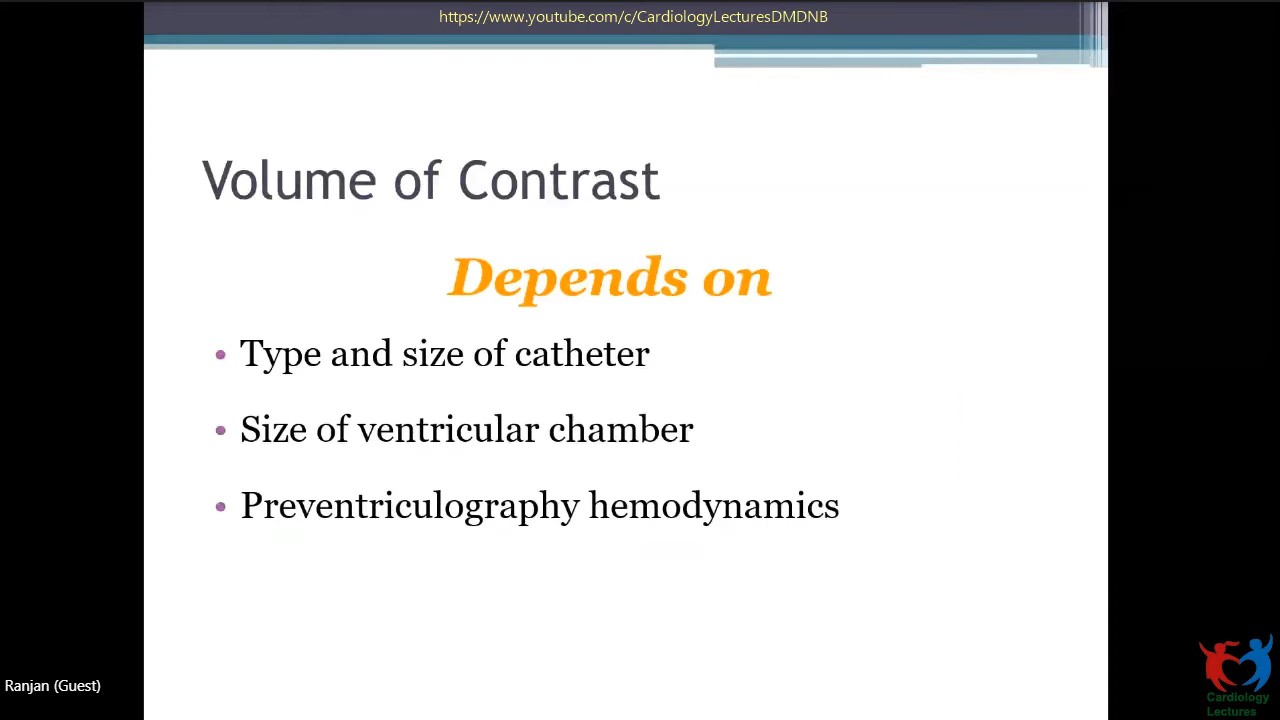 https://www.youtube.com/c/CardiologyLecturesDMDNB
Volume of Contrast
Depends on
• Type and size of catheter
• Size of ventricular chamber
• Preventriculography hemodynamics
Ranjan (Guest)
Cardiology
Lectures